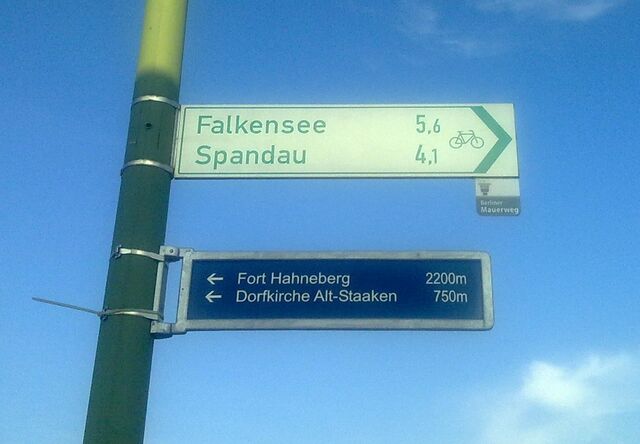 Falkensee 5,6
Spandau 4,1
Berliner
Mauerweg
← Fort Hahneberg 2200m
← Dorfkirche Alt-Staaken 750m